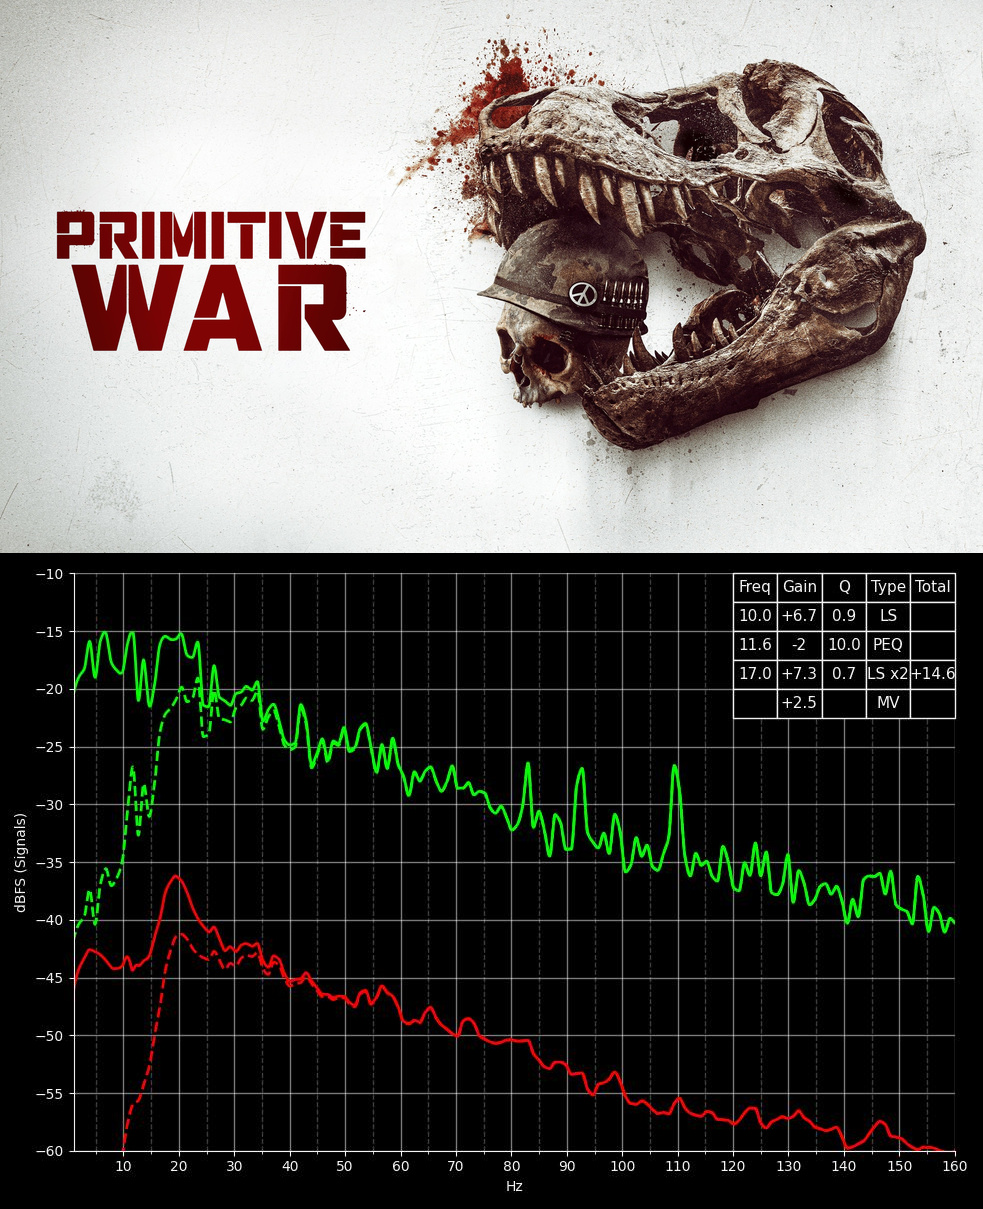 PRIMITIVE
WAR
Freq Gain Q Type Total
10.0 +6.7 0.9 LS
11.6 -2 10.0 PEQ
17.0 +7.3 0.7 LS x2 +14.6
+2.5 MV
−10
−15
−20
−25
−30
−35
−40
−45
−50
−55
−60
dBFS (Signals)
10 20 30 40 50 60 70 80 90 100 110 120 130 140 150 160
Hz